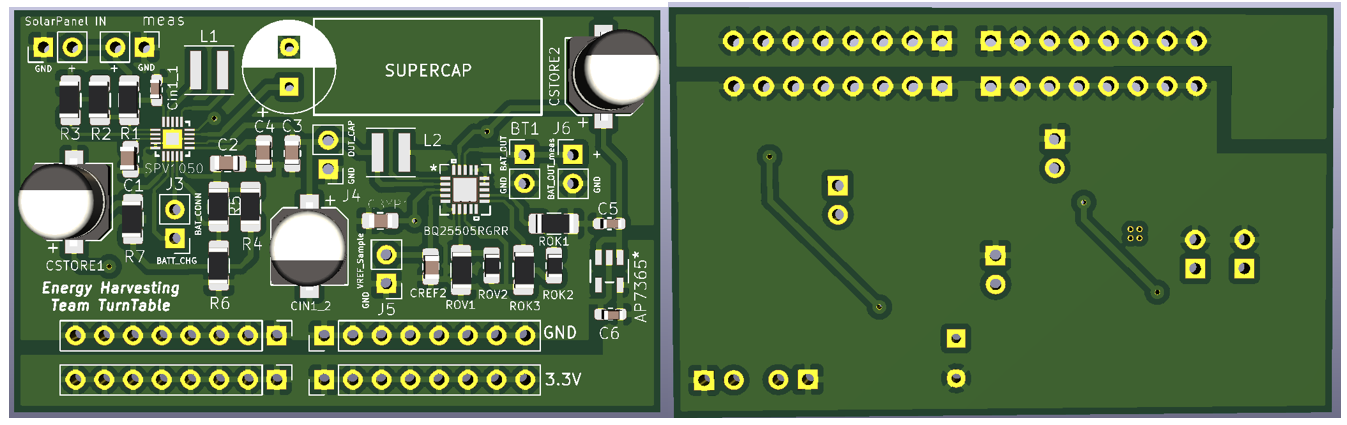 SolarPanel IN
meas
GND
+
+
GND
L1
Cin1_1
R3
R2
R1
SUPERCAP
CSTORE2
+
C4
C3
OUT_CAP
GND
J4
L2
BT1
J6
BAT_OUT
GND
BAT_OUT_meas
+
GND
+
SPV1050
C2
C1
J3
BAT_CONN
BATT_CHG
R5
R4
R7
R6
+
CSTORE1
+
CIN1_2
*
BQ25505RGRR
VREF_Sample
GND
J5
CREF2
ROV1
ROV2
ROK3
ROK2
ROK1
C5
AP7365*
C6
Energy Harvesting
Team TurnTable
GND
3.3V